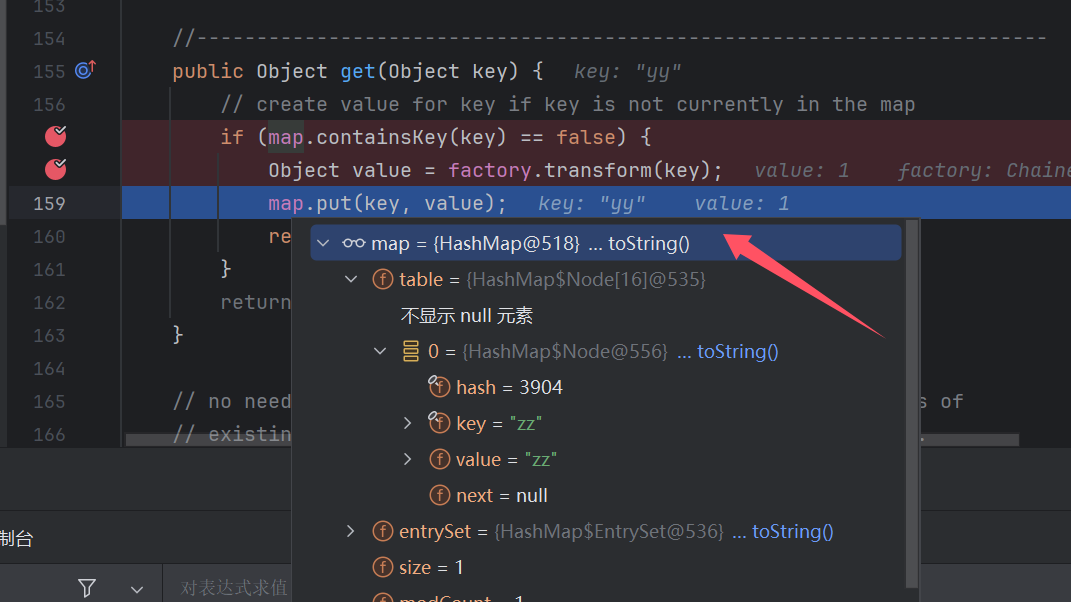 153
154 //-----------------------------------------------------------------------
155 public Object get(Object key) { key: "yy"
156 // create value for key if key is not currently in the map
if (map.containsKey(key) == false) {
Object value = factory.transform(key); value: 1 factory: Chaine
159 map.put(key, value); key: "yy" value: 1
map = {HashMap@518} ... toString()
160 re
table = {HashMap$Node[16]@535}
161 }
不显示 null 元素
162 return
163 }
0 = {HashMap$Node@556} ... toString()
164
hash = 3904
165 // no need s of
key = "zz"
166 // existin
value = "zz"
next = null
entrySet = {HashMap$EntrySet@536} ... toString()
制台
size = 1
对表达式求值
modCount = 1